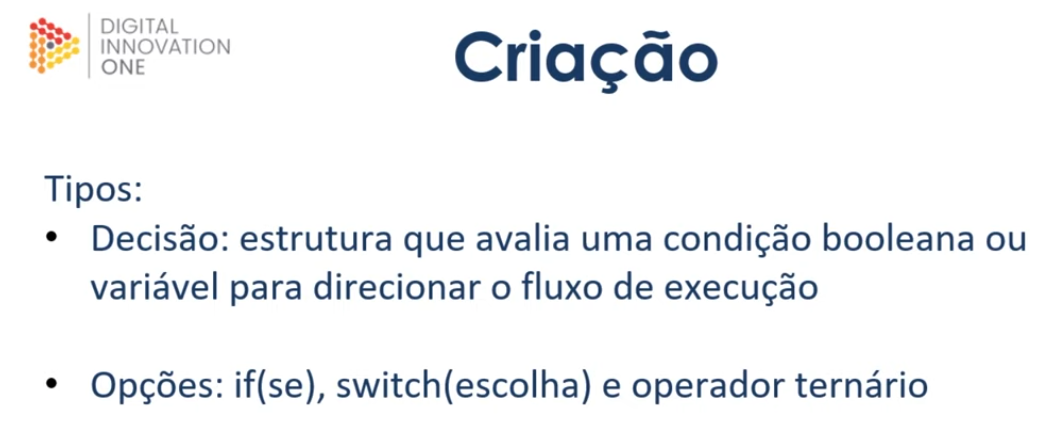 DIGITAL
INNOVATION
ONE
Criação
Tipos:
• Decisão: estrutura que avalia uma condição booleana ou
variável para direcionar o fluxo de execução
• Opções: if(se), switch(escolha) e operador ternário